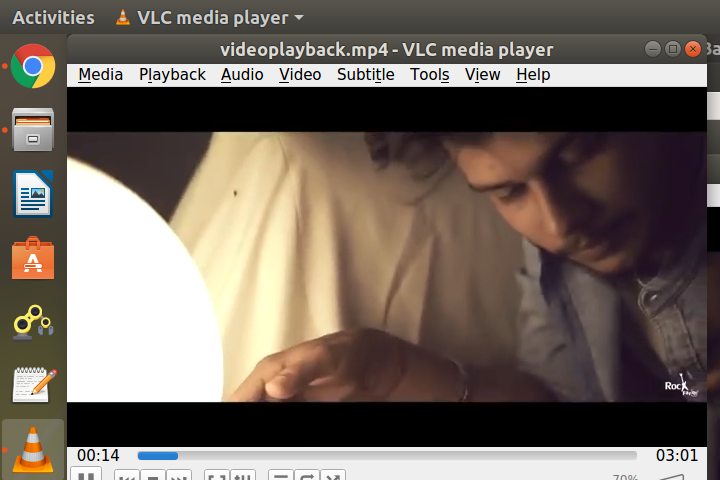 Activities VLC media player
videoplayback.mp4 - VLC media player
Media Playback Audio Video Subtitle Tools View Help
Rock
00:14 03:01
70%